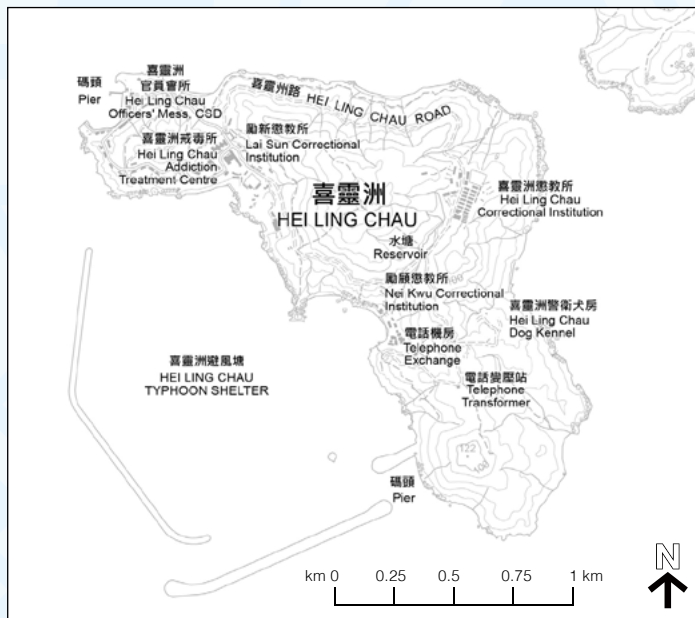 碼頭
Pier
喜靈洲
官員會所
Hei Ling Chau
Officers' Mess, CSD
喜靈州路 HEI LING CHAU ROAD
喜靈洲戒毒所
Hei Ling Chau
Addiction
Treatment Centre
勵新懲教所
Lai Sun Correctional
Institution
喜靈洲
HEI LING CHAU
喜靈洲懲教所
Hei Ling Chau
Correctional Institution
水塘
Reservoir
勵顧懲教所
Nei Kwu Correctional
Institution
喜靈洲警衛犬房
Hei Ling Chau
Dog Kennel
電話機房
Telephone
Exchange
喜靈洲避風塘
HEI LING CHAU
TYPHOON SHELTER
電話變壓站
Telephone
Transformer
122
碼頭
Pier
km 0 0.25 0.5 0.75 1 km
N